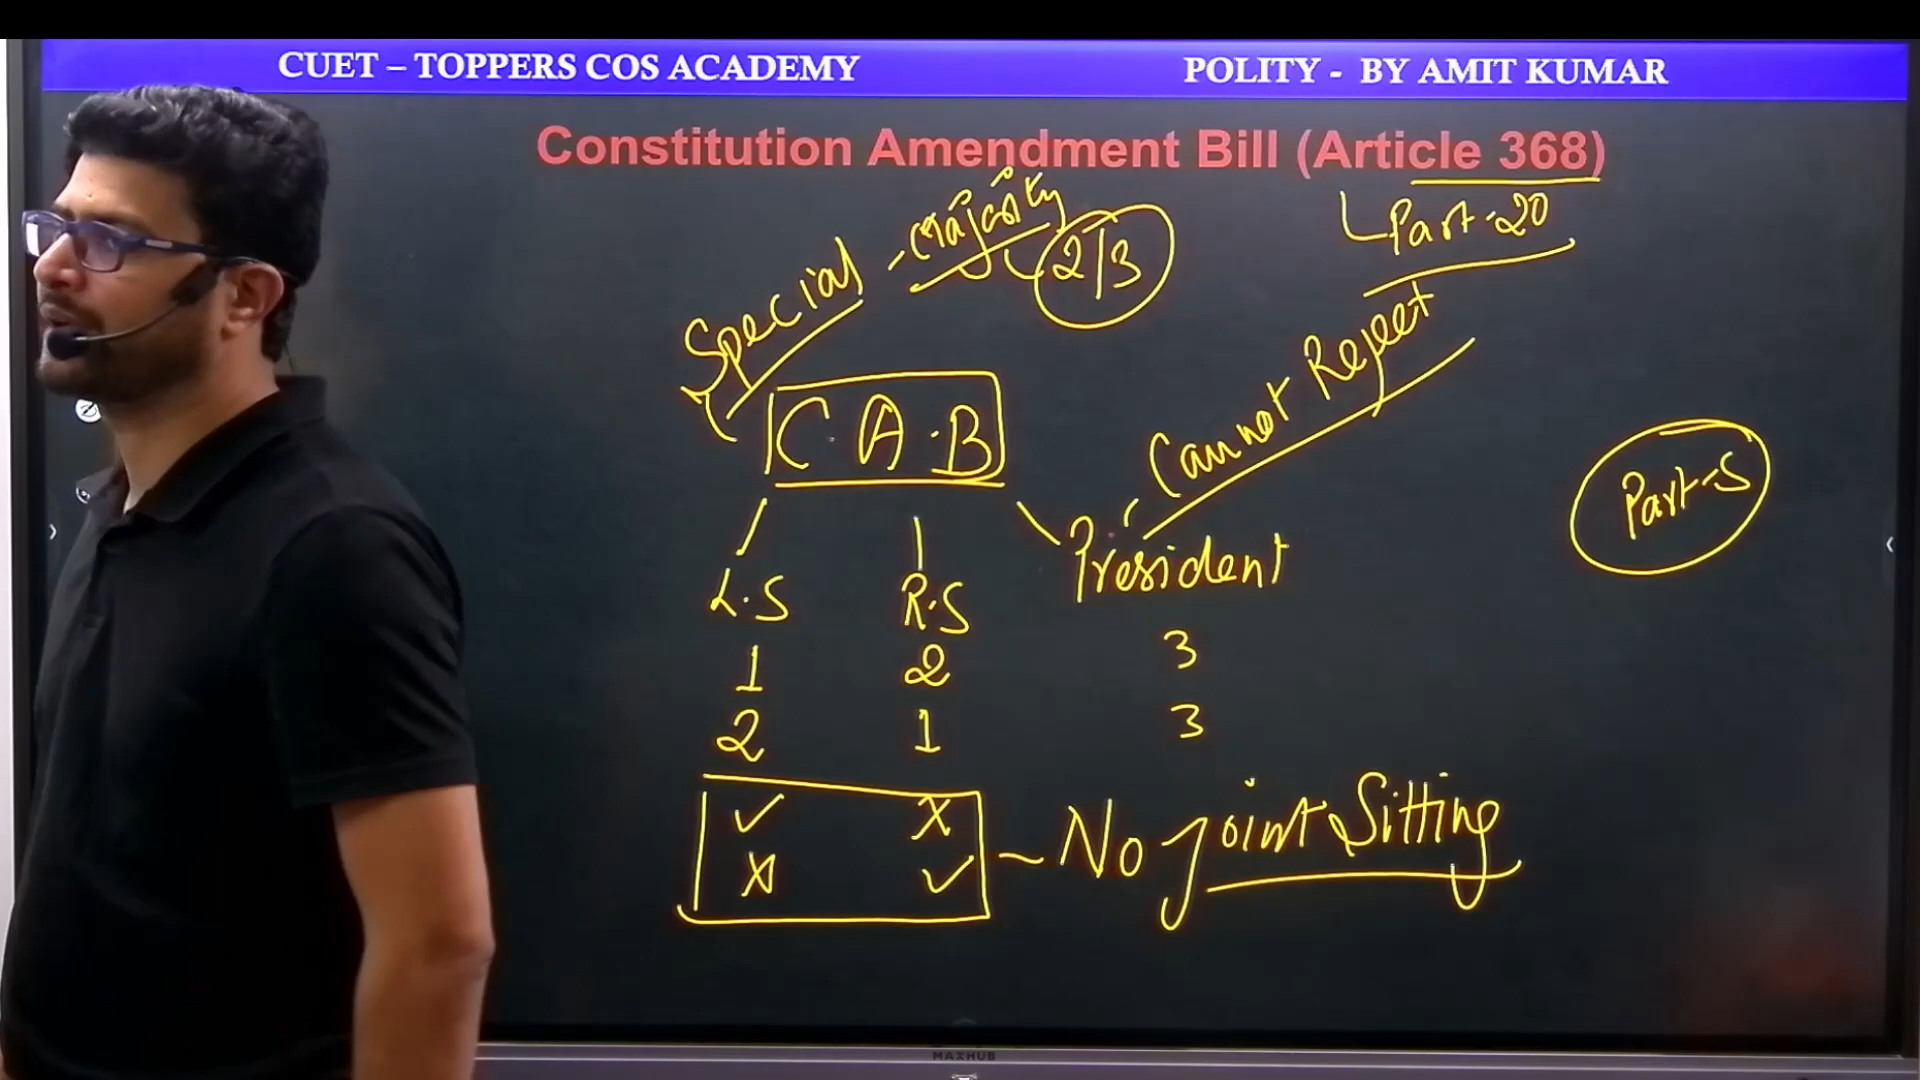 CUET – TOPPERS COS ACADEMY
POLITY - BY AMIT KUMAR
Constitution Amendment Bill (Article 368)
Part-20
Special - majority 2/3
Cannot Reject
C.A.B
Part-5
L.S R.S President
1 2 3
2 1 3
✓ X
X ✓
No joint Sitting
MAXHUB